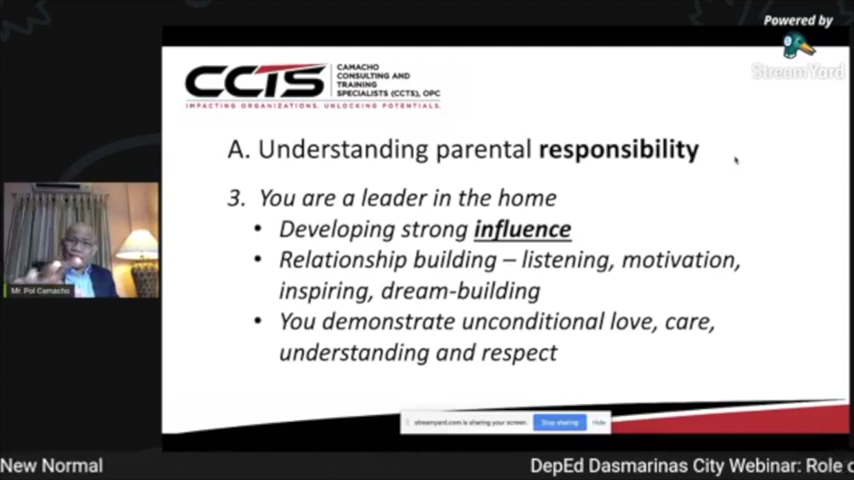 Powered by
StreamYard
CCTS
CAMACHO
CONSULTING AND
TRAINING
SPECIALISTS (CCTS), OPC
IMPACTING ORGANIZATIONS. UNLOCKING POTENTIALS.
A. Understanding parental responsibility
3. You are a leader in the home
• Developing strong influence
• Relationship building – listening, motivation,
inspiring, dream-building
• You demonstrate unconditional love, care,
understanding and respect
Mr. Pol Camacho
streamyard.com is sharing your screen.
Stop sharing
Hide
New Normal
DepEd Dasmarinas City Webinar: Role